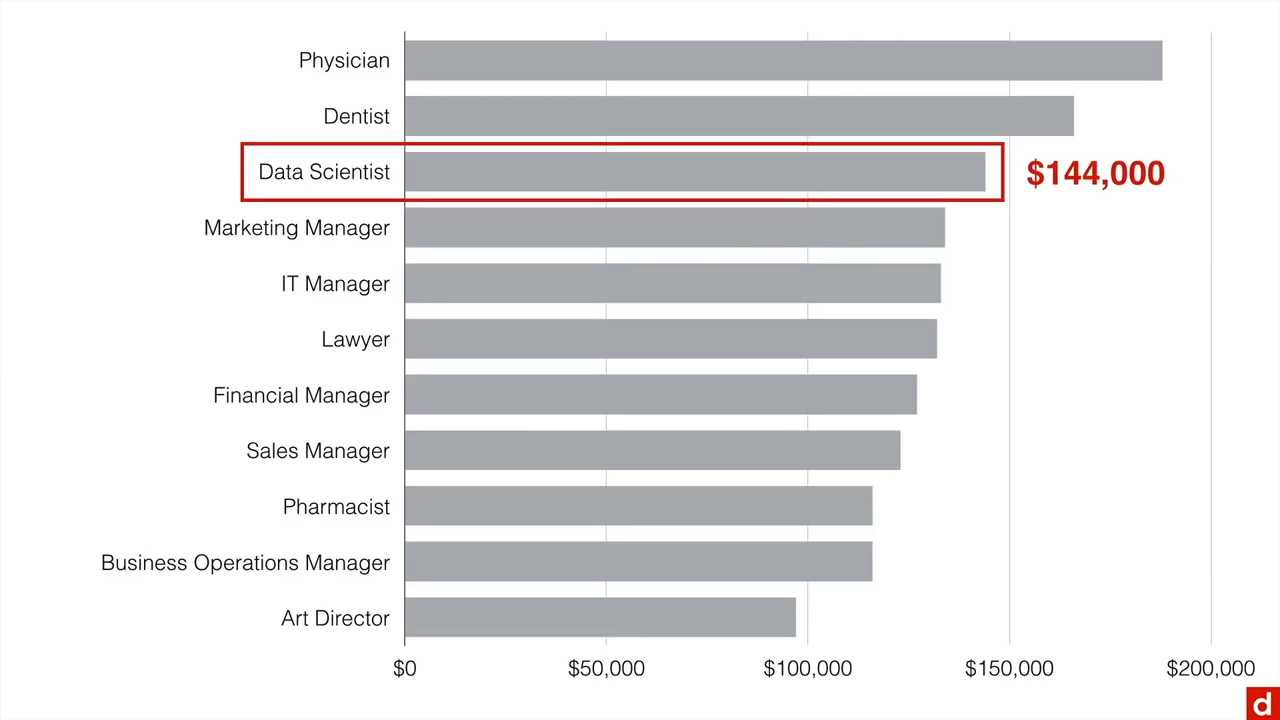 Physician
Dentist
Data Scientist
$144,000
Marketing Manager
IT Manager
Lawyer
Financial Manager
Sales Manager
Pharmacist
Business Operations Manager
Art Director
$0 $50,000 $100,000 $150,000 $200,000
d